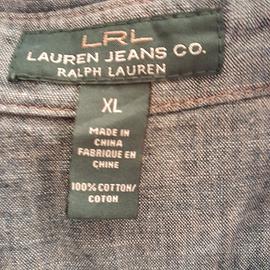 LRL
LAUREN JEANS CO.
RALPH LAUREN
XL
MADE IN
CHINA
FABRIQUE EN
CHINE
100% COTTON/
COTON